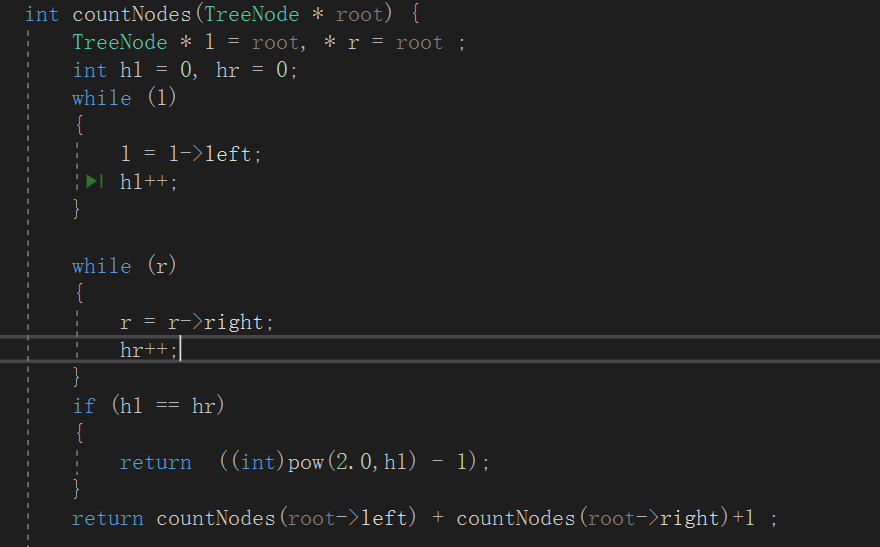 int countNodes(TreeNode * root) {
TreeNode * l = root, * r = root ;
int hl = 0, hr = 0;
while (l)
{
l = l->left;
hl++;
}
while (r)
{
r = r->right;
hr++;
}
if (hl == hr)
{
return  ((int)pow(2.0,hl) - 1);
}
return countNodes(root->left) + countNodes(root->right)+1 ;